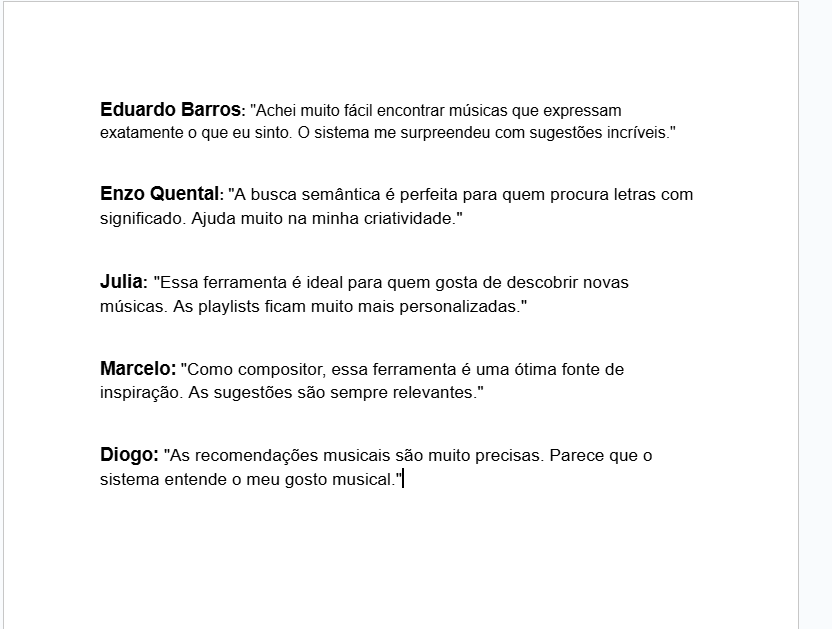 Eduardo Barros: "Achei muito fácil encontrar músicas que expressam
exatamente o que eu sinto. O sistema me surpreendeu com sugestões incríveis."
Enzo Quental: "A busca semântica é perfeita para quem procura letras com
significado. Ajuda muito na minha criatividade."
Julia: "Essa ferramenta é ideal para quem gosta de descobrir novas
músicas. As playlists ficam muito mais personalizadas."
Marcelo: "Como compositor, essa ferramenta é uma ótima fonte de
inspiração. As sugestões são sempre relevantes."
Diogo: "As recomendações musicais são muito precisas. Parece que o
sistema entende o meu gosto musical."